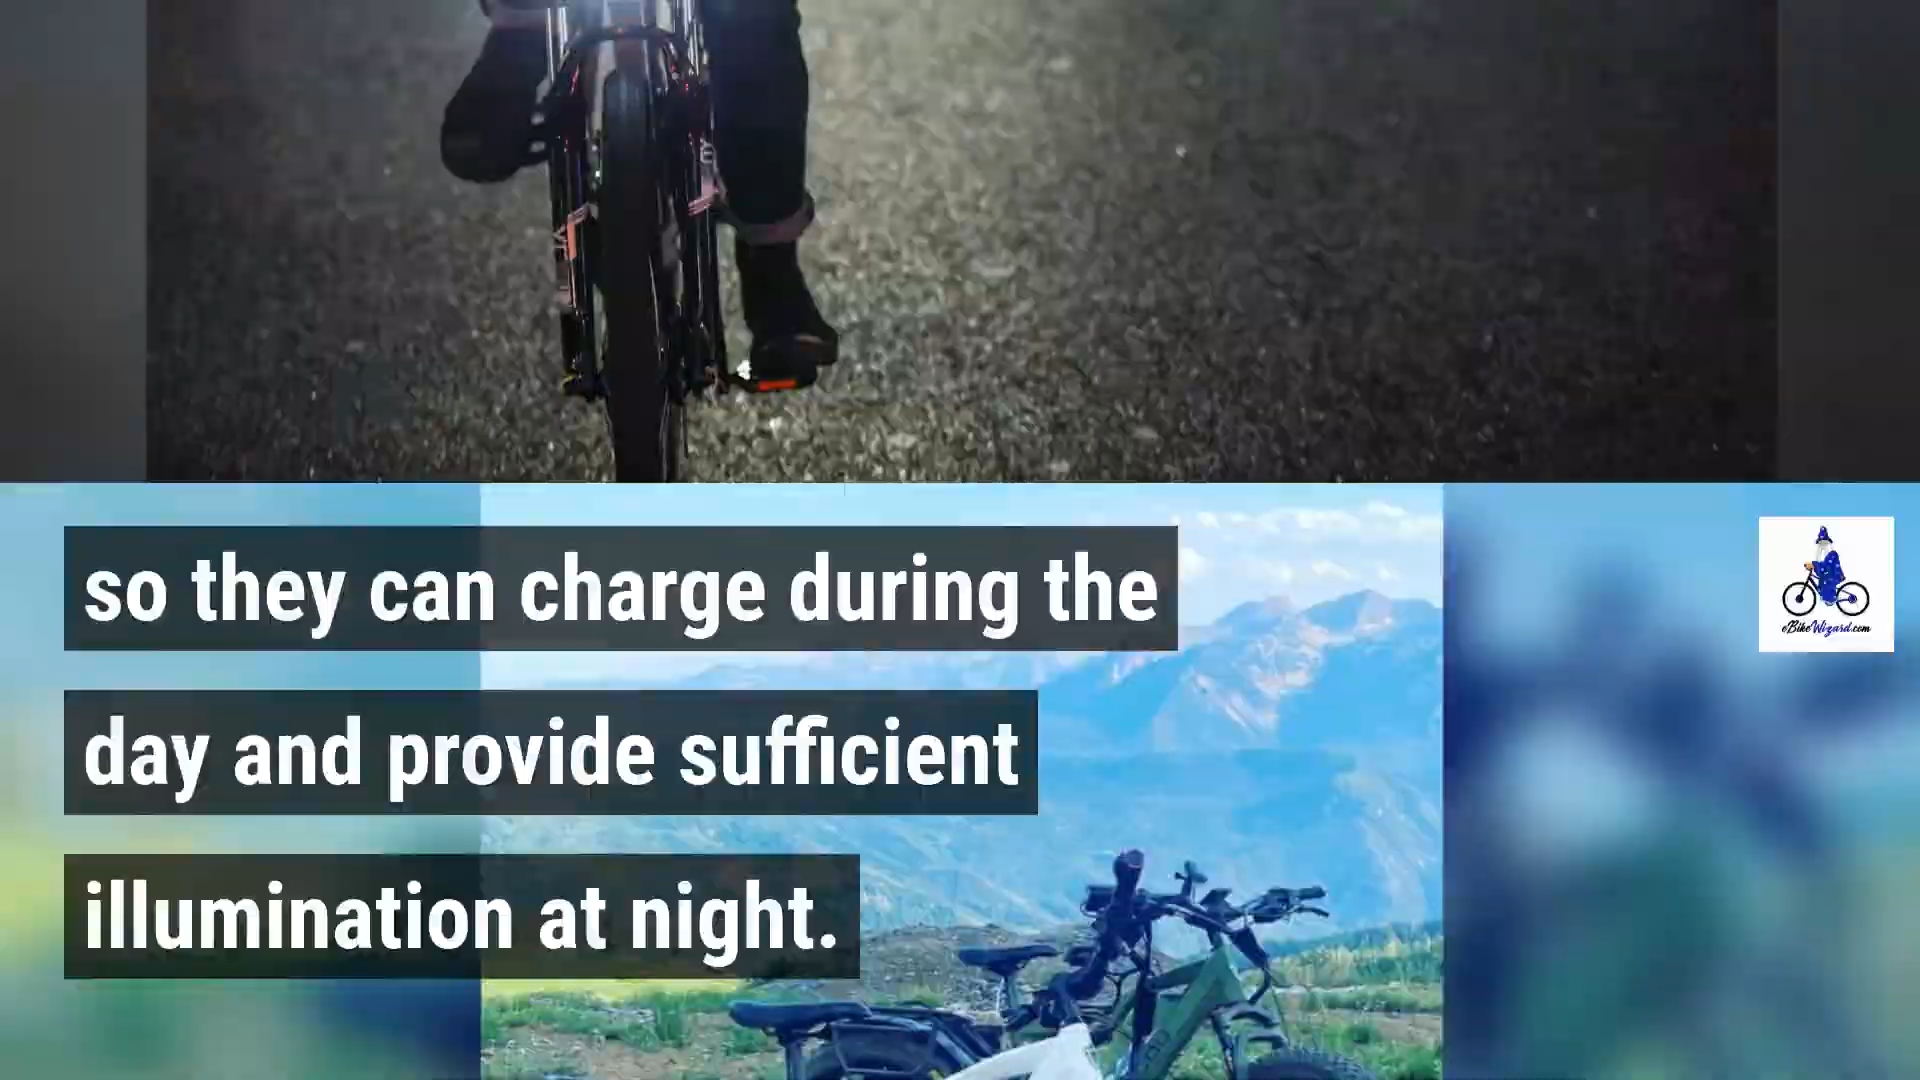 so they can charge during the
day and provide sufficient
illumination at night.
eBikeWizard.com